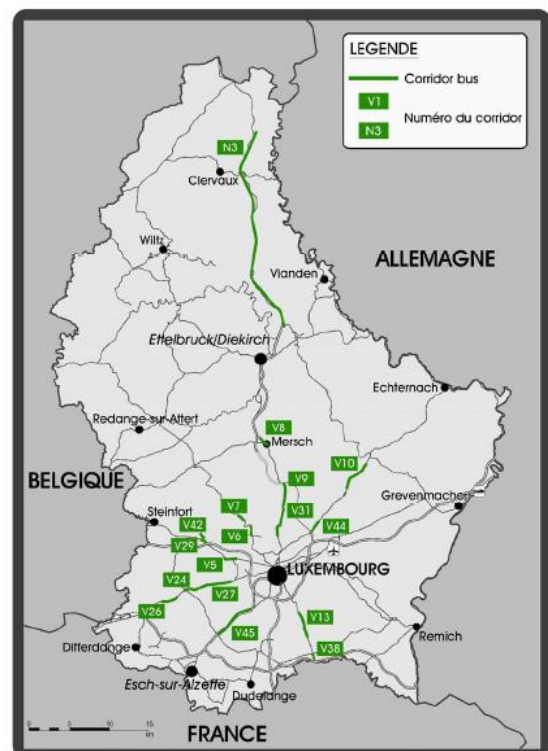 LEGENDE
Corridor bus
V1
Numéro du corridor
N3
N3
Clervaux
Wiltz
ALLEMAGNE
Vianden
Ettelbruck/Diekirch
Echternach
Redange-sur-Attert
V8
Mersch
V10
BELGIQUE
V9
Grevenmacher
V7
V31
Steinfort
V42
V6
V44
V29
V5
LUXEMBOURG
V24
V27
V26
V13
V45
Remich
Differdange
V38
Esch-sur-Alzette
Dudelange
0 5 10 15
km
FRANCE